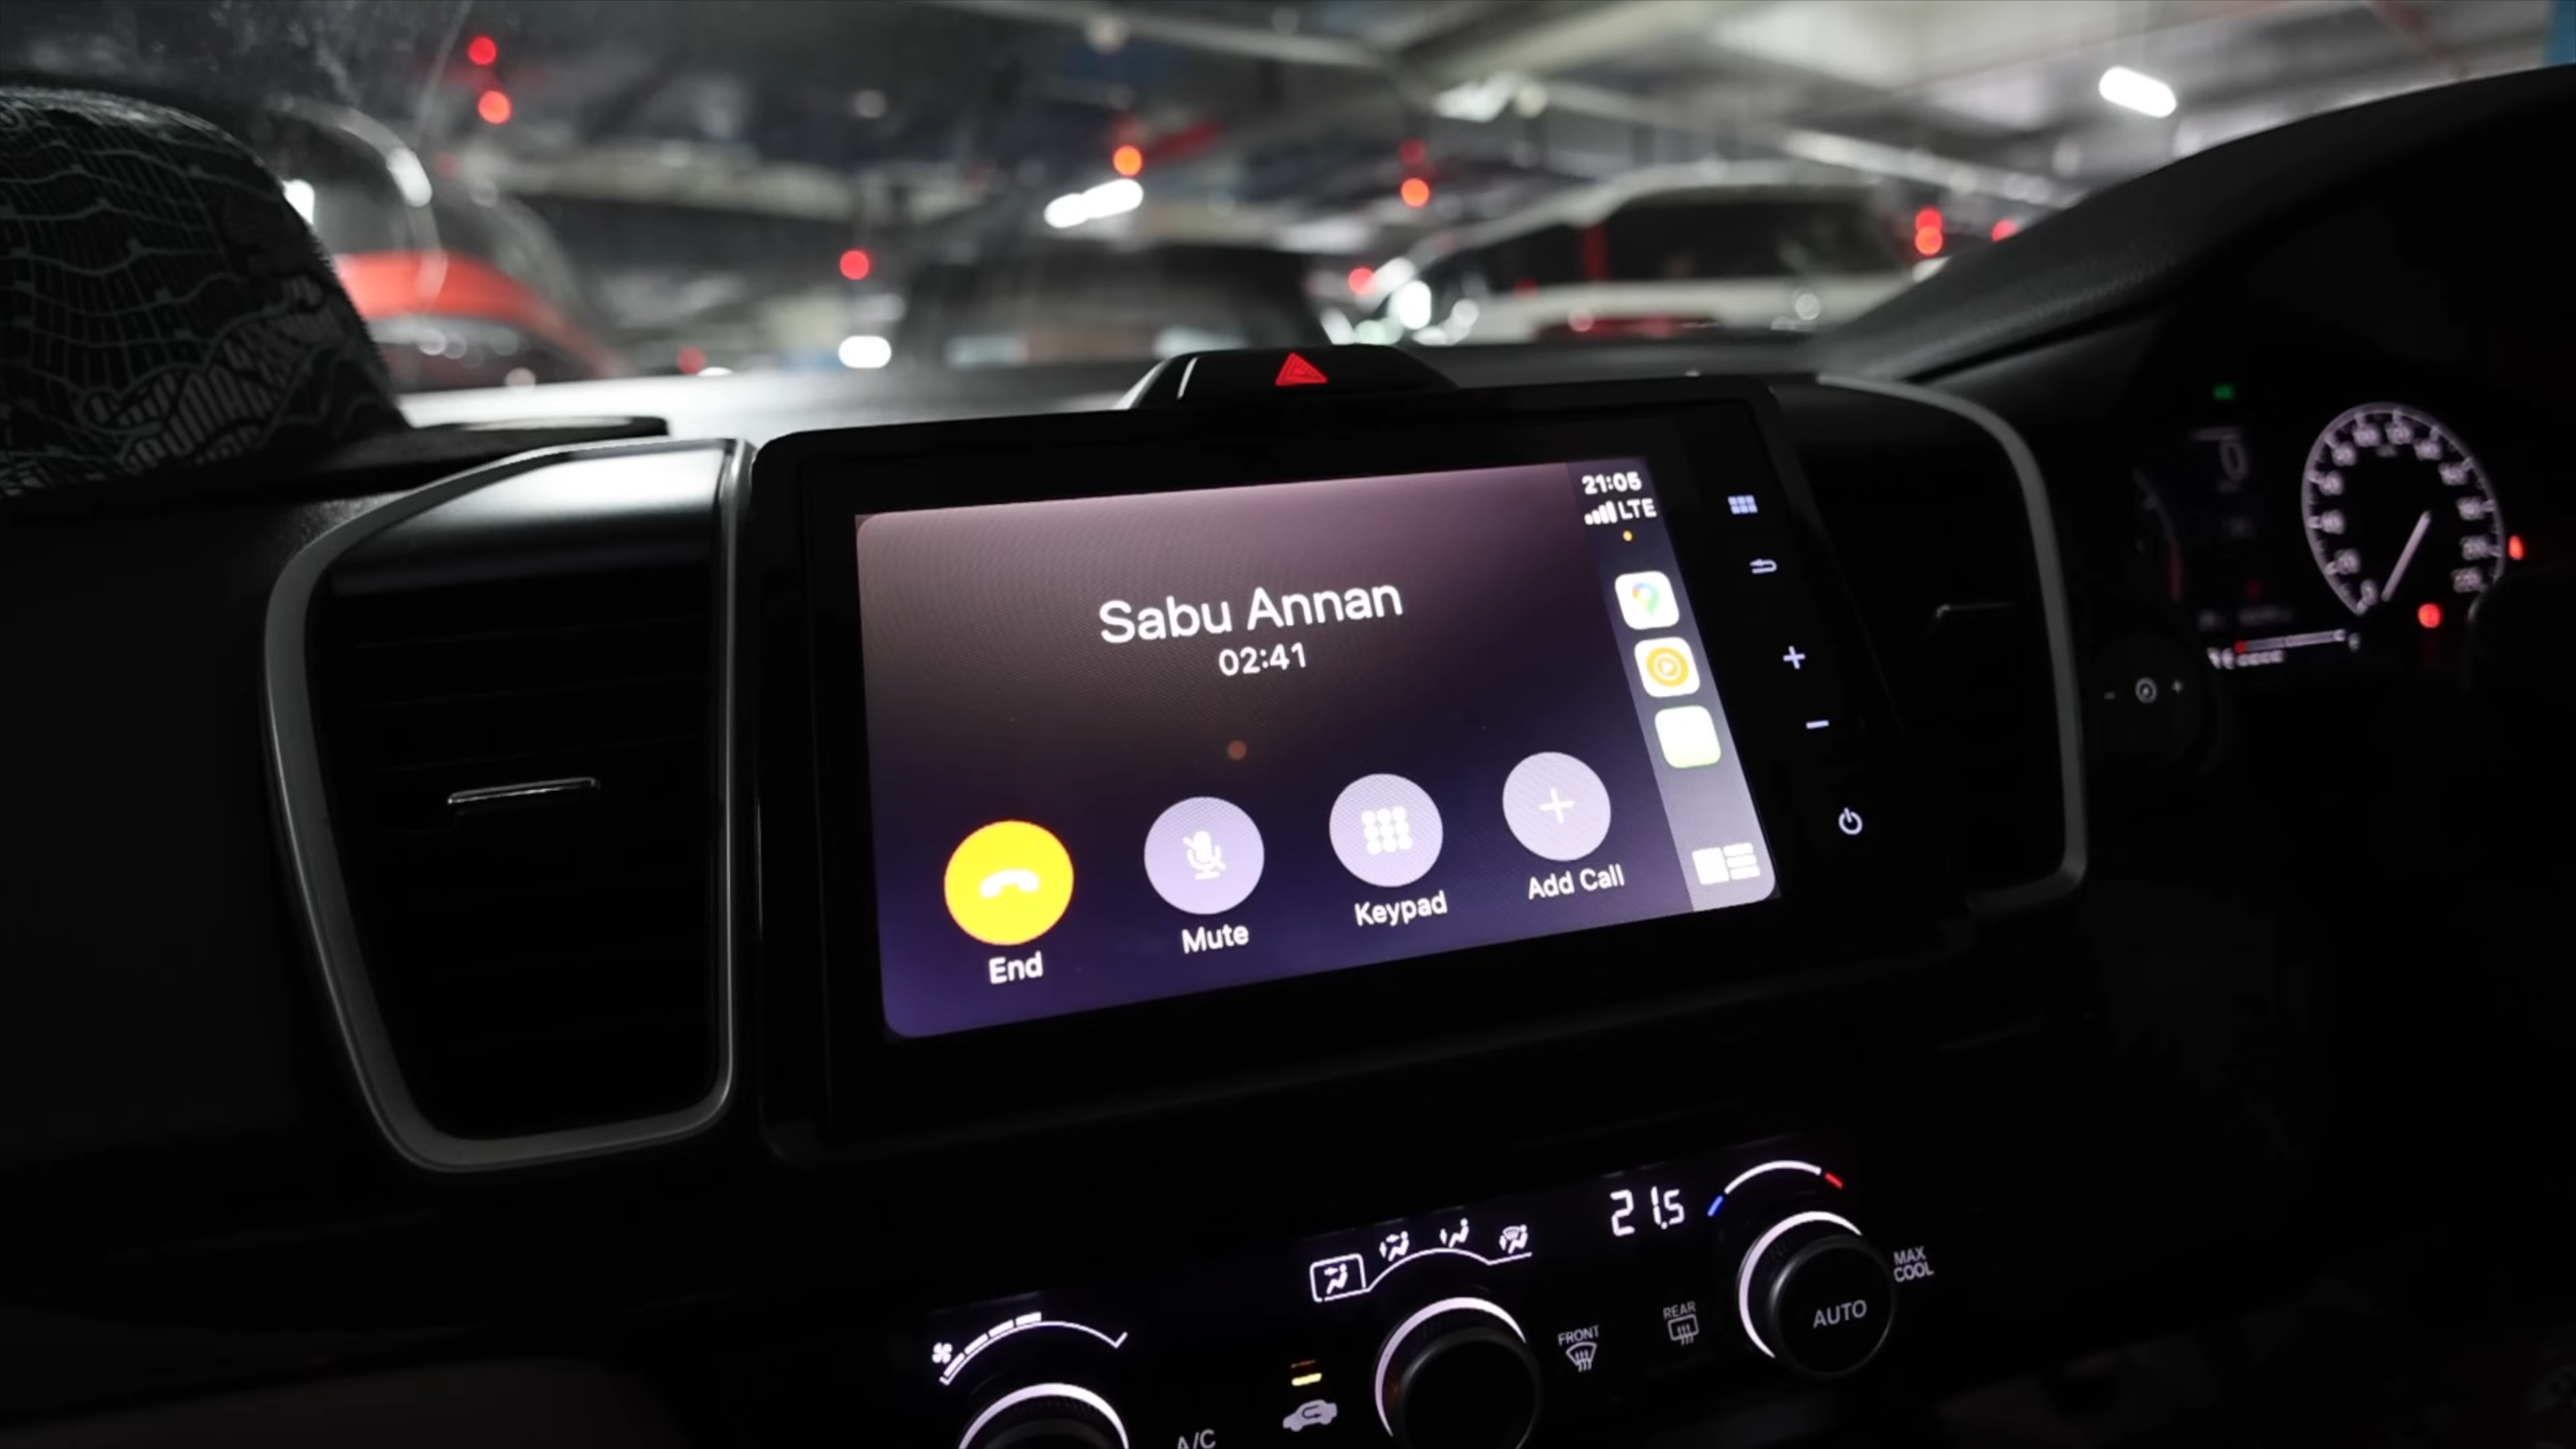 21:05
LTE
Sabu Annan
02:41
End
Mute
Keypad
Add Call
21.5
MAX
COOL
AUTO
REAR
FRONT
A/C